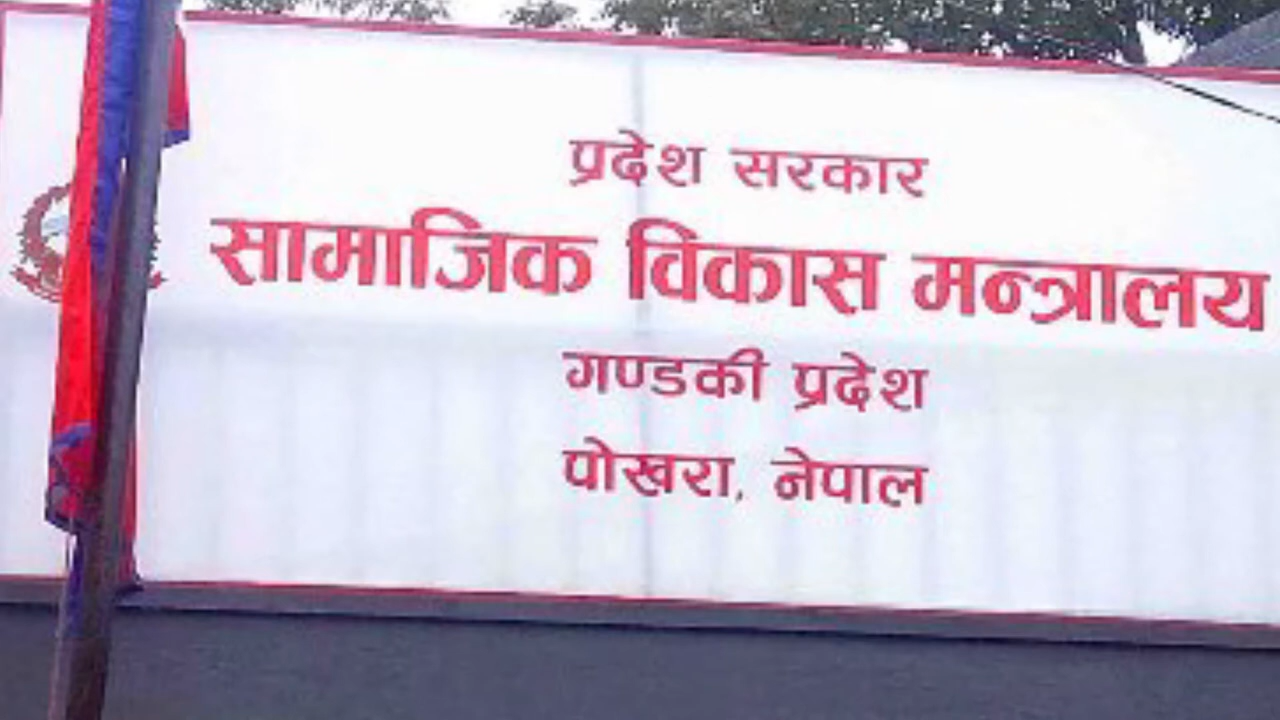 प्रदेश सरकार
सामाजिक विकास मन्त्रालय
गण्डकी प्रदेश
पोखरा, नेपाल